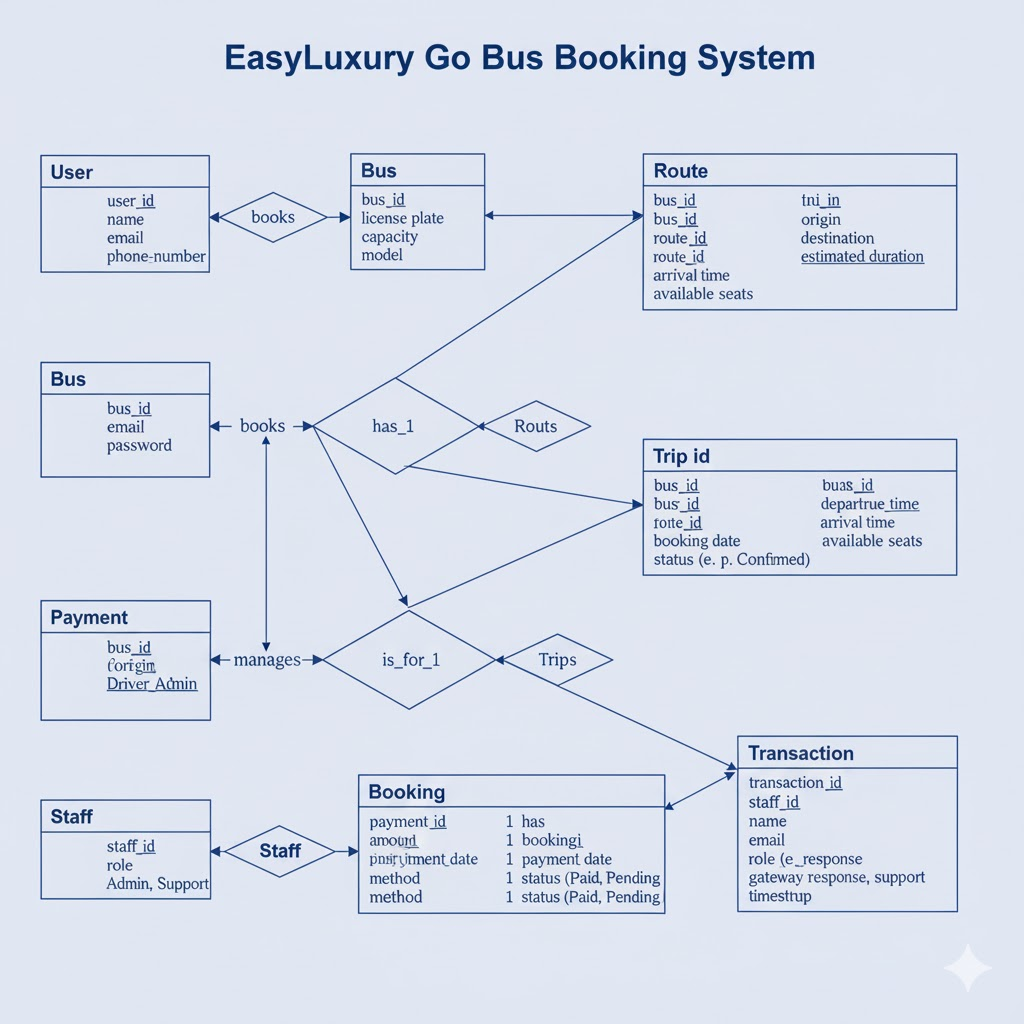 EasyLuxury Go Bus Booking System
User
user_id
name
email
phone-number
books
Bus
bus_id
license plate
capacity
model
Route
bus_id
bus_id
route_id
route_id
arrival time
available seats
origin
destination
estimated duration
Bus
bus_id
email
password
books
has_1
Routs
Trip id
bus_id
bus_id
booking date
status (e. p. Confirmed)
departrue_time
arrival time
available seats
Payment
bus_id
Driver_Admin
manages
is_for_1
Trips
Staff
staff_id
role
Admin, Support
Staff
Booking
payment_id
method
method
1 has
1 bookingi
1 payment date
1 status (Paid, Pending
1 status (Paid, Pending
Transaction
transaction_id
staff_id
name
email
role (e_response
gateway response, support
timesttup